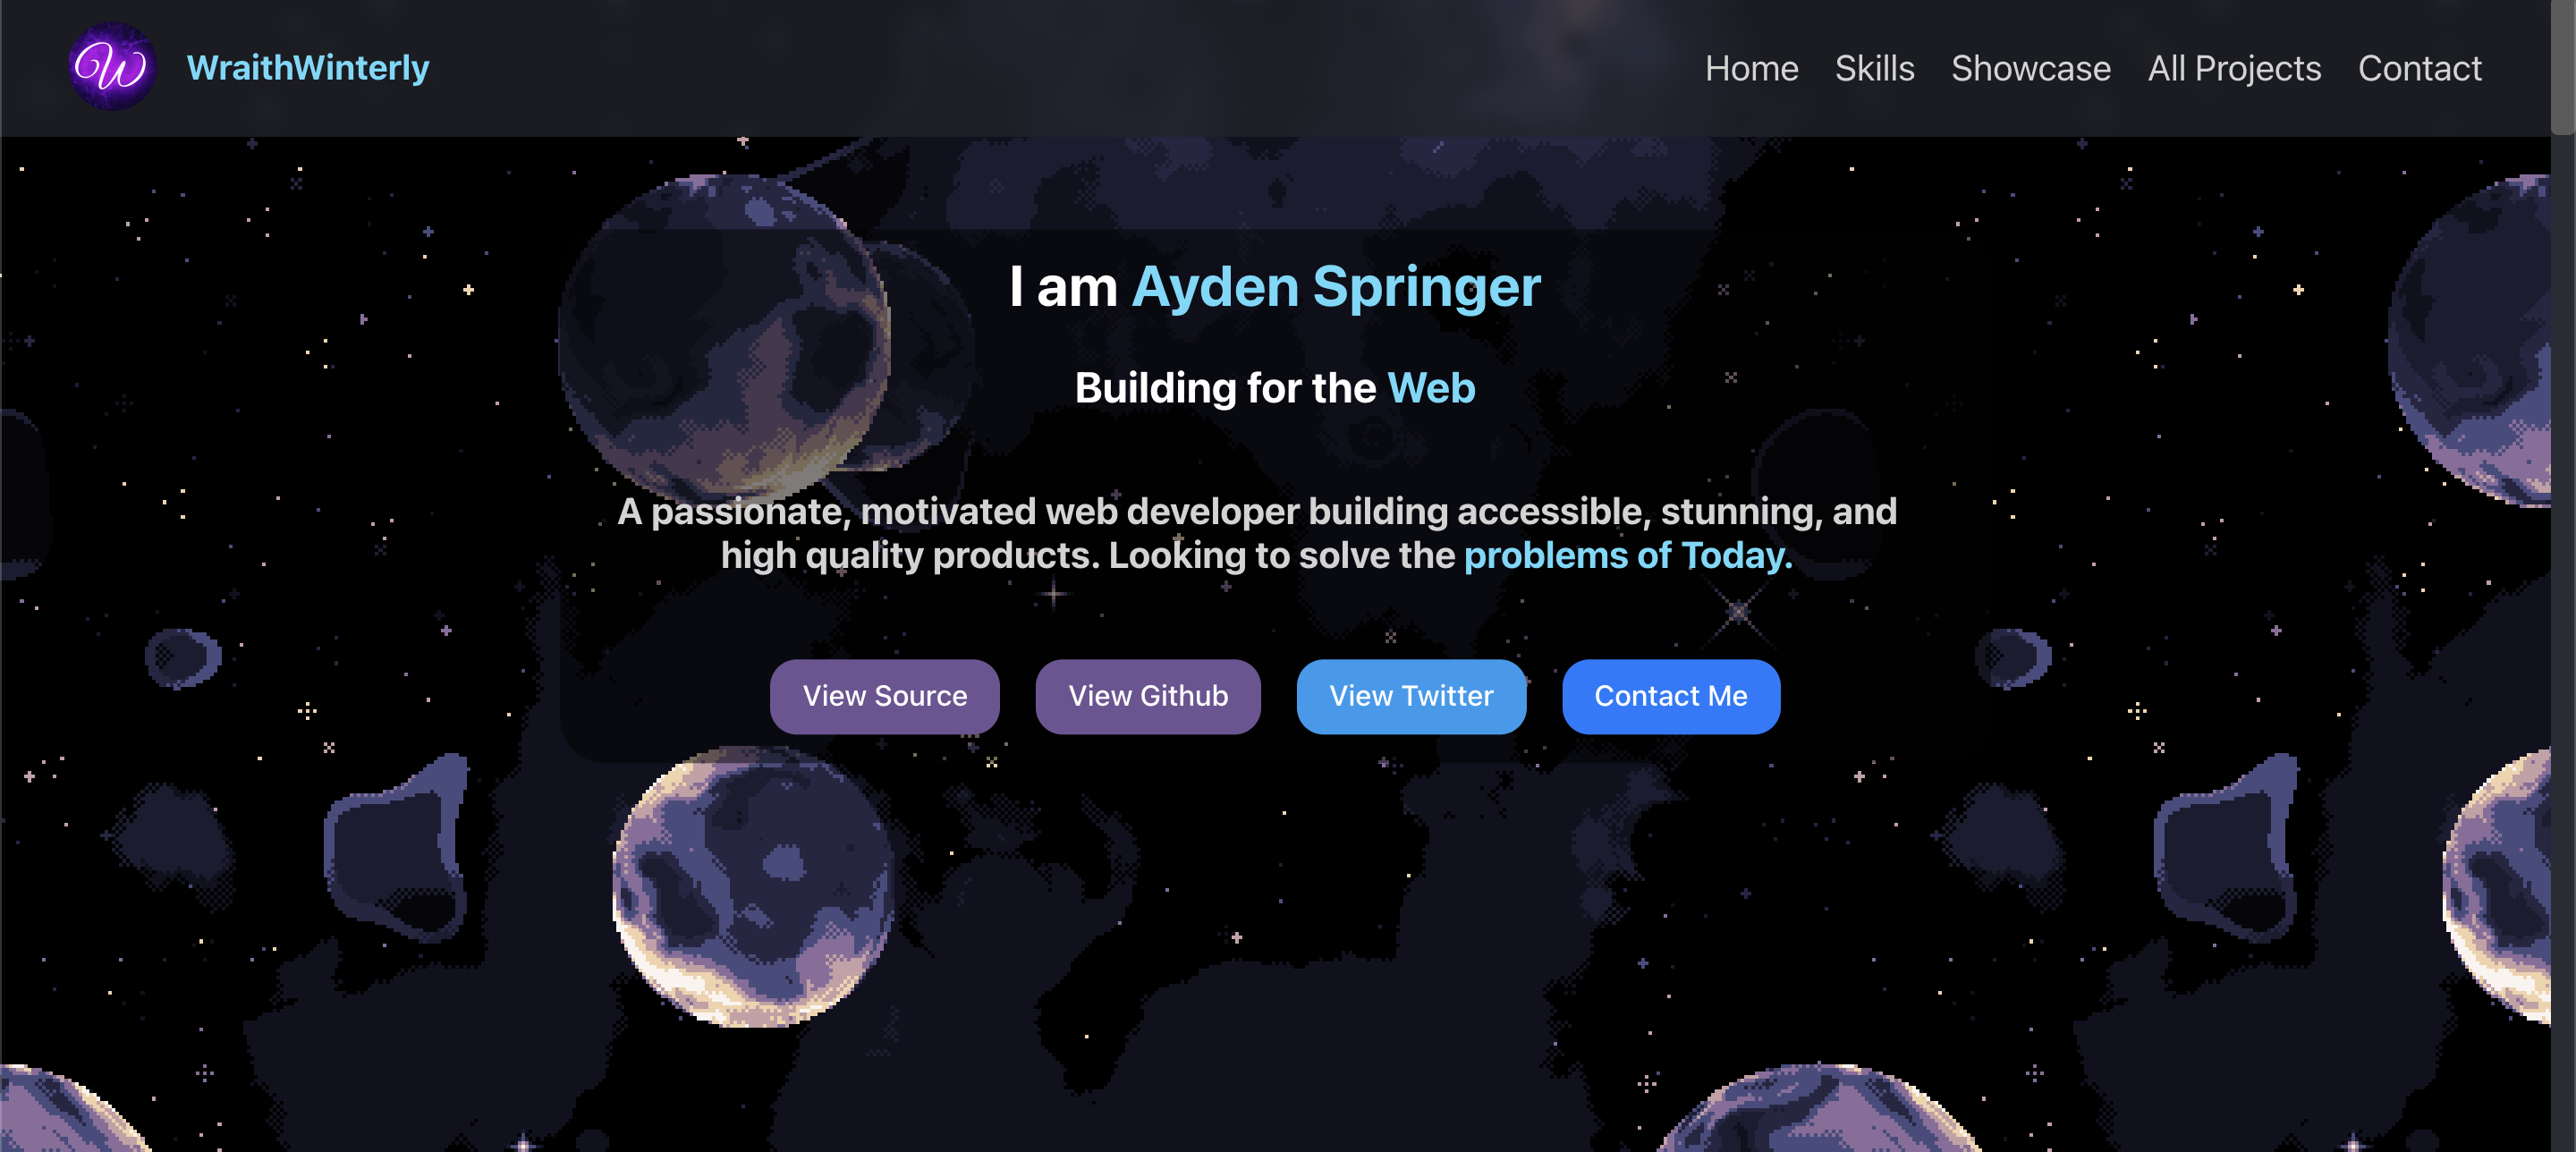 W
WraithWinterly
Home Skills Showcase All Projects Contact
I am Ayden Springer
Building for the Web
A passionate, motivated web developer building accessible, stunning, and
high quality products. Looking to solve the problems of Today.
View Source View Github View Twitter Contact Me